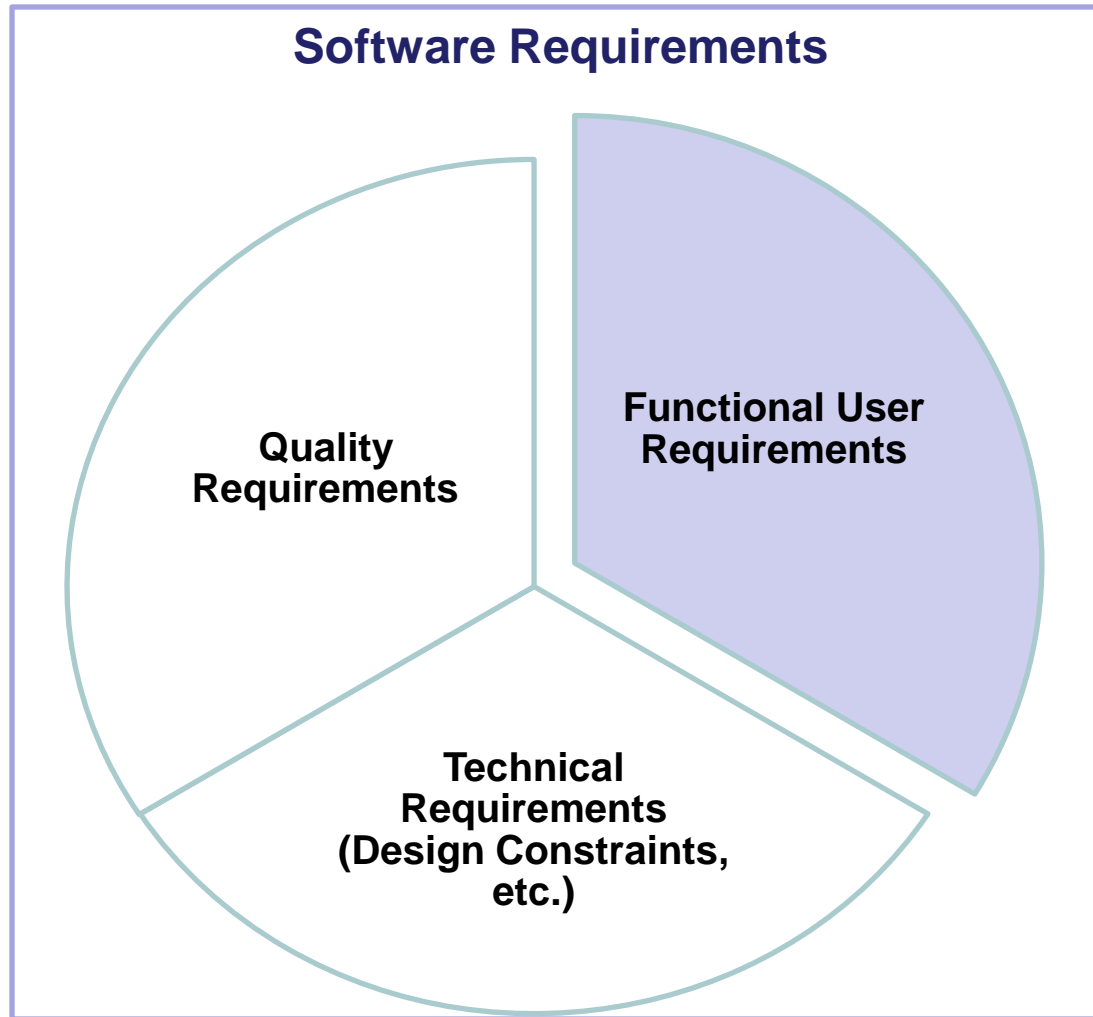 Software Requirements
Functional User
Requirements
Quality
Requirements
Technical
Requirements
(Design Constraints,
etc.)